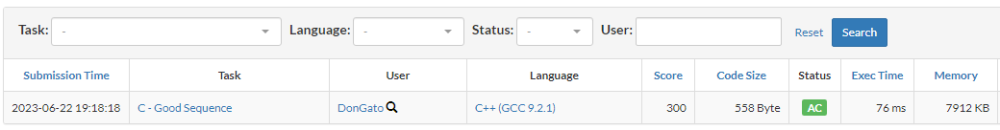 Task: - Language: - Status: - User: Reset Search
Submission Time Task User Language Score Code Size Status Exec Time Memory
2023-06-22 19:18:18 C - Good Sequence DonGato C++ (GCC 9.2.1) 300 558 Byte AC 76 ms 7912 KB